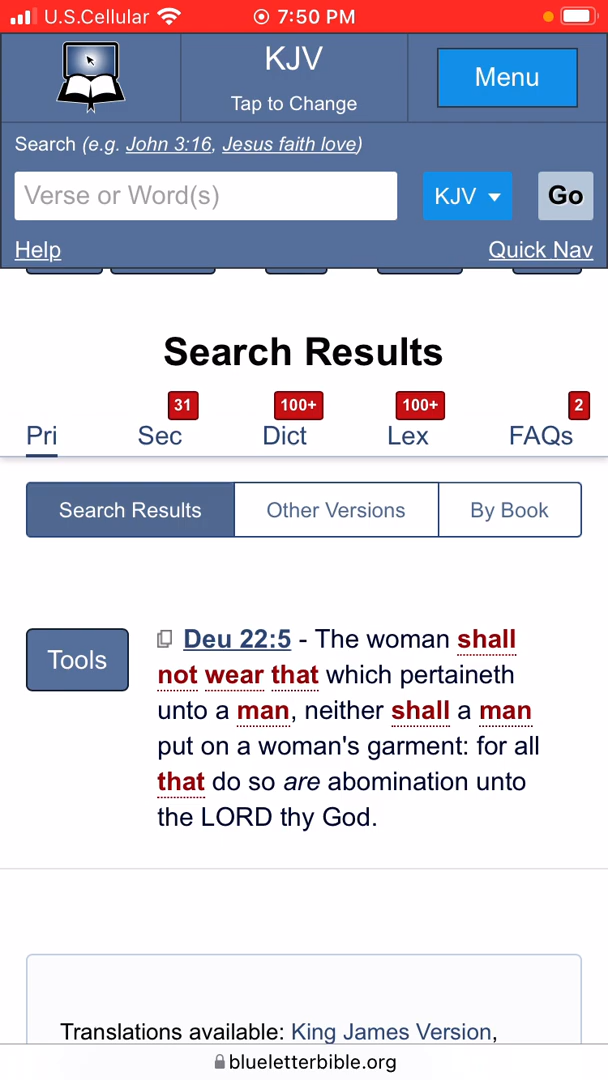 U.S.Cellular 7:50 PM
KJV
Tap to Change
Menu
Search (e.g. John 3:16, Jesus faith love)
Verse or Word(s)
KJV
Go
Help
Quick Nav
Search Results
31 100+ 100+ 2
Pri Sec Dict Lex FAQs
Search Results Other Versions By Book
Tools
Deu 22:5 - The woman shall
not wear that which pertaineth
unto a man, neither shall a man
put on a woman's garment: for all
that do so are abomination unto
the LORD thy God.
Translations available: King James Version,
blueletterbible.org